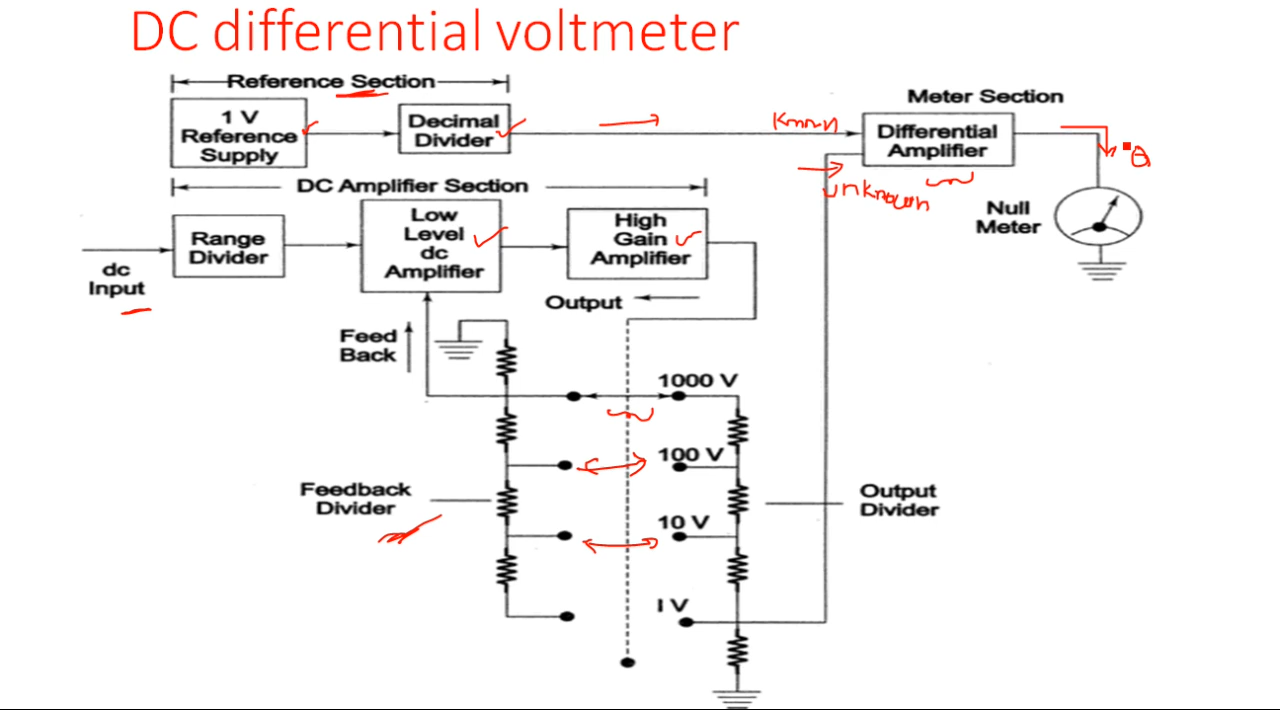 DC differential voltmeter
Reference Section
1 V
Reference
Supply
Decimal
Divider
Known
Meter Section
Differential
Amplifier
θ
unknown
Null
Meter
DC Amplifier Section
dc
Input
Range
Divider
Low
Level
dc
Amplifier
High
Gain
Amplifier
Output
Feed
Back
1000 V
100 V
10 V
1 V
Feedback
Divider
Output
Divider